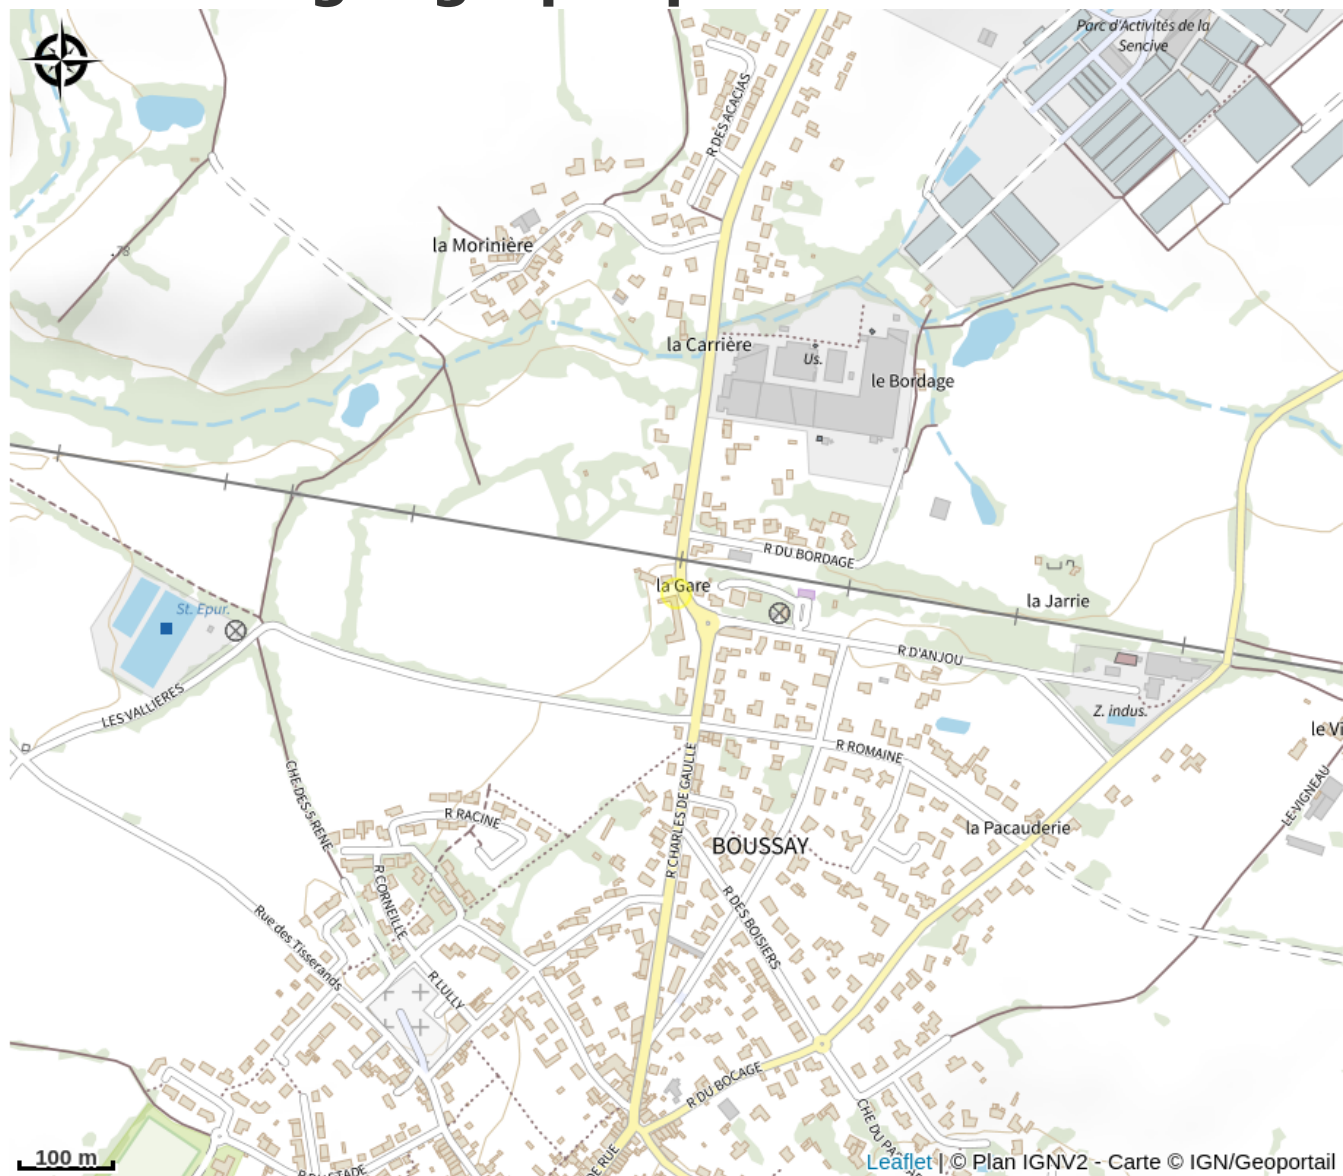 Parc d'Activités de la
Sencive
R DES ACACIAS
la Morinière
78
la Carrière
Us.
le Bordage
R DU BORDAGE
la Gare
la Jarrie
St. Epur.
R D'ANJOU
LES VALLIERES
Z. indus.
le Vi
R ROMAINE
CHE DES 5 RENE
R CHARLES DE GAULLE
LE VIGNEAU
R RACINE
la Pacauderie
BOUSSAY
R CORNEILLE
R DES BOISIERS
Rue des Tisserands
R LULLY
R DU BOCAGE
CHE DU PA
DE RUE
100 m
Leaflet | © Plan IGNV2 - Carte © IGN/Geoportail